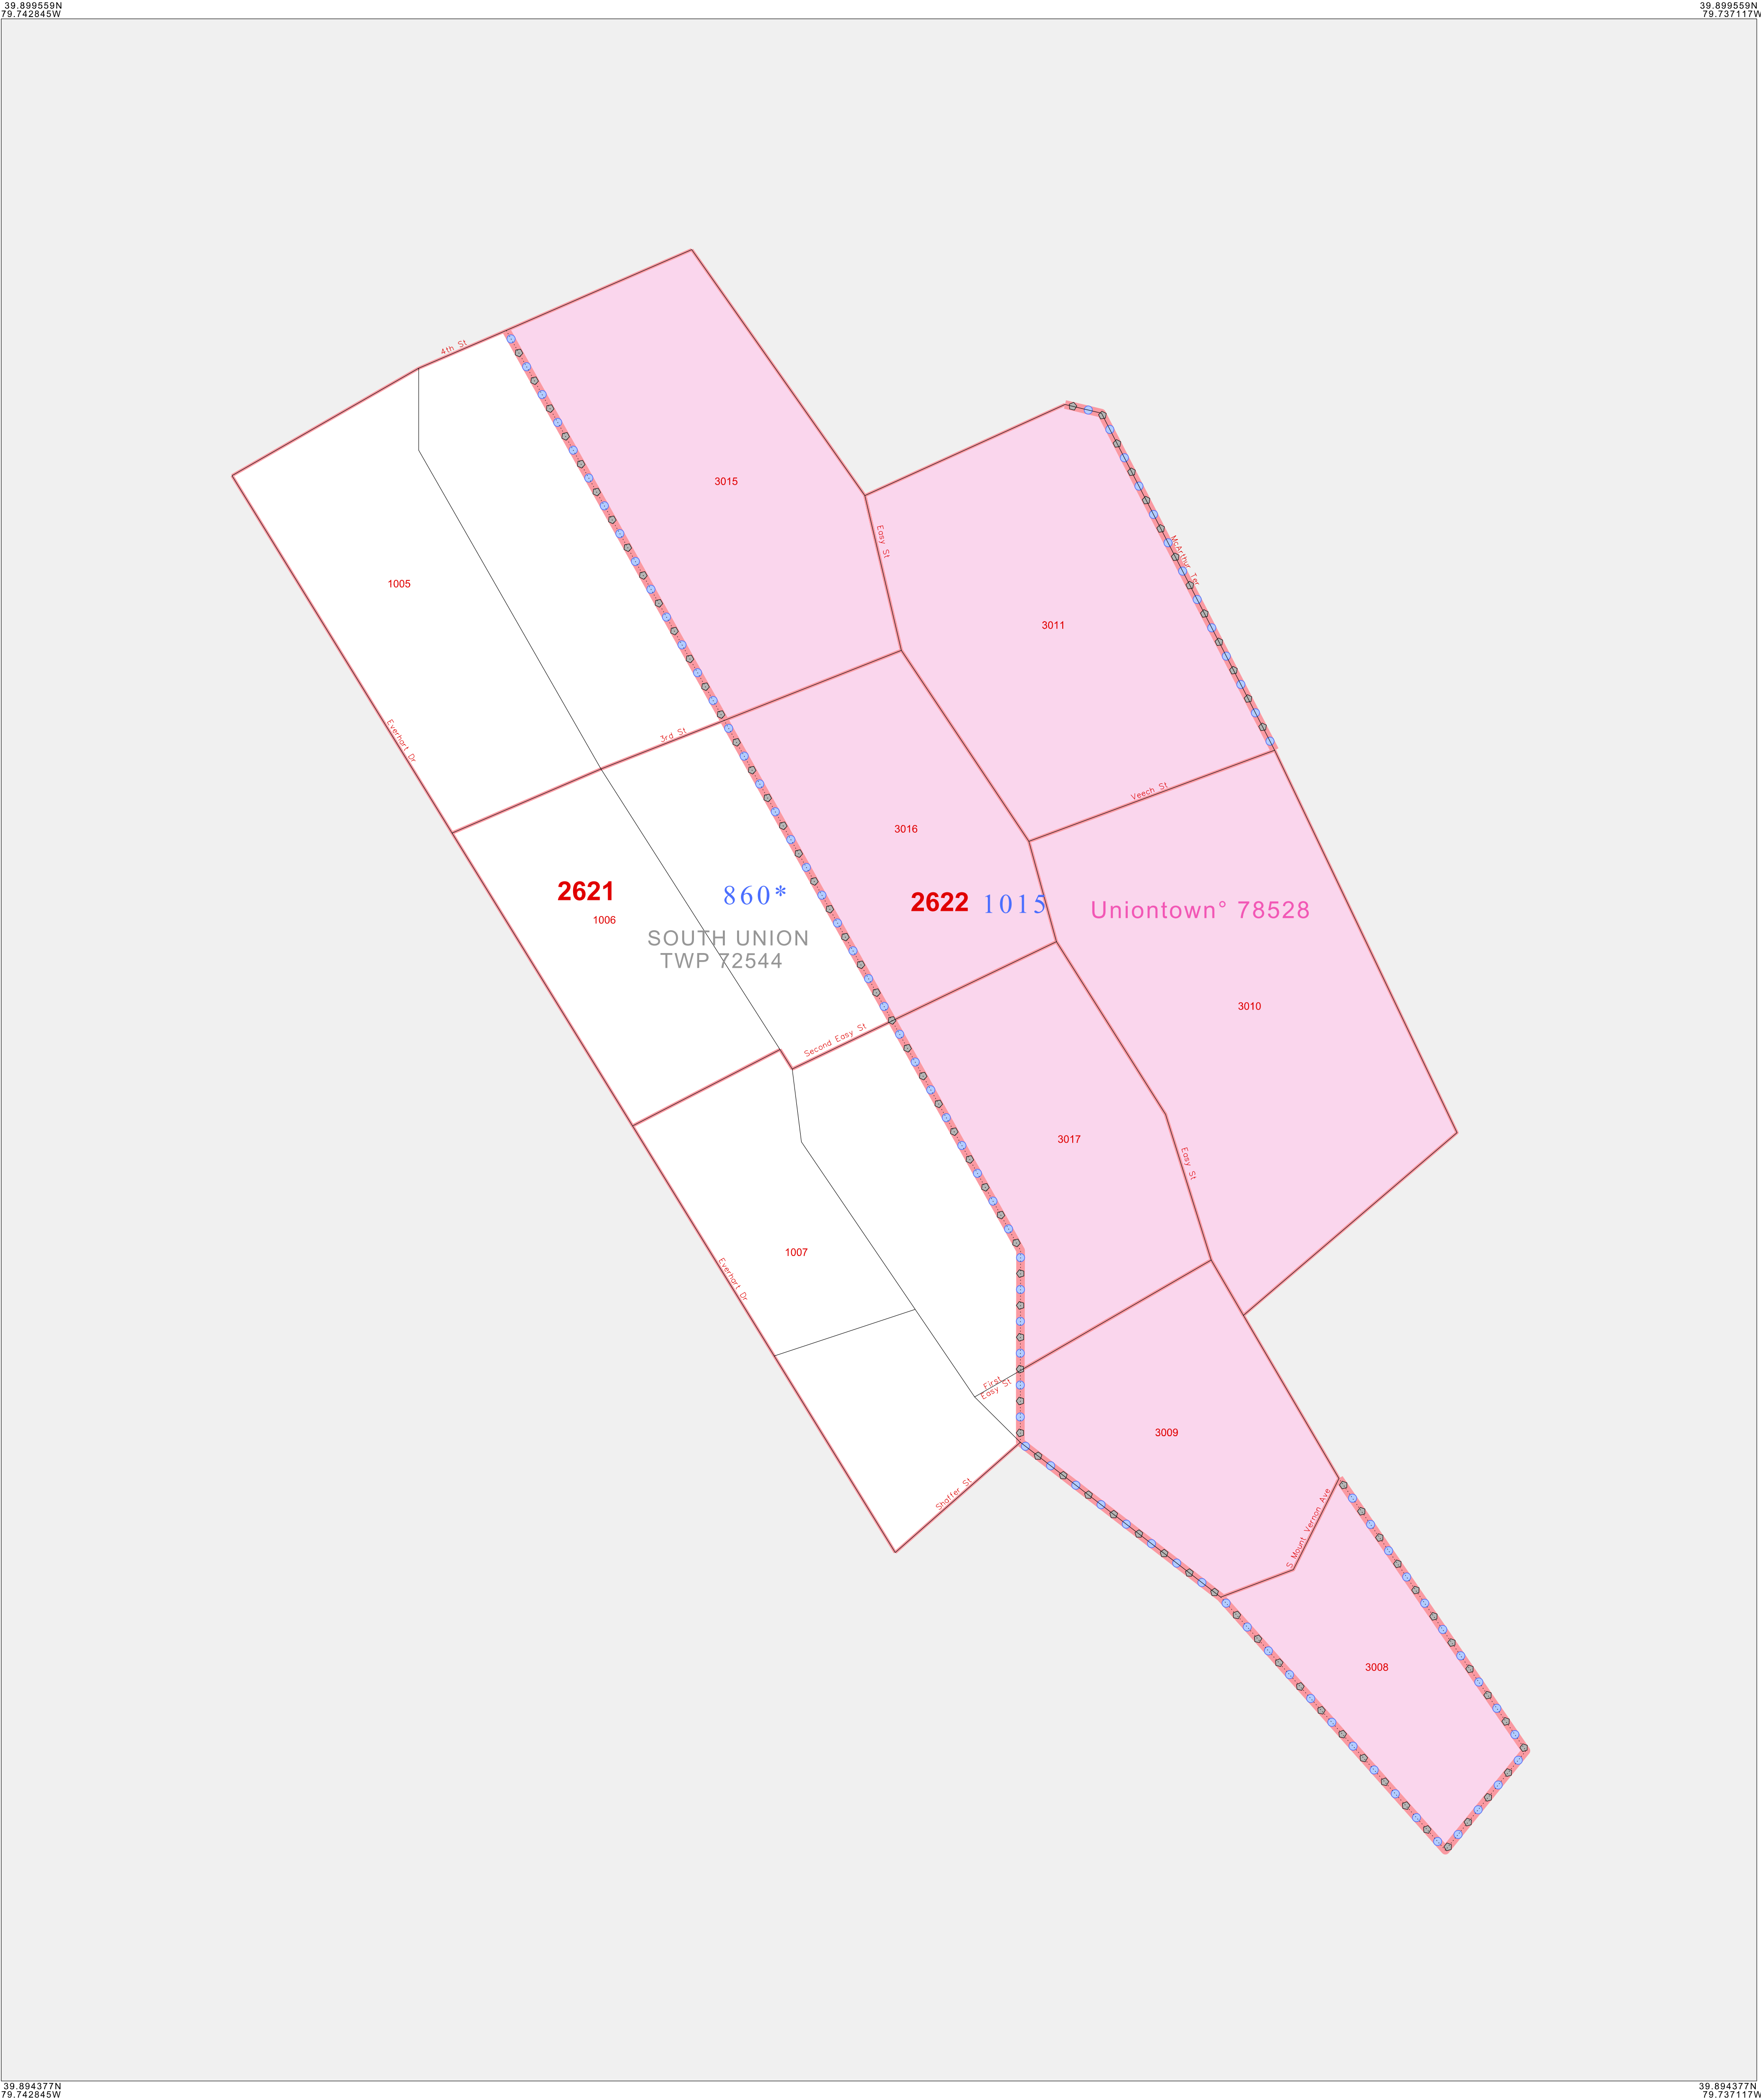 39.899559N
79.742845W
39.899559N
79.737117W
4th St
3015
Easy St
McArthur Ter
1005
3011
Everhart Dr
3rd St
Veech St
3016
2621
860*
2622
1015
Uniontown° 78528
1006
SOUTH UNION
TWP 72544
3010
Second Easy St
3017
Easy St
1007
Everhart Dr
First
Easy St
3009
Shaffer St
S Mount Vernon Ave
3008
39.894377N
79.742845W
39.894377N
79.737117W